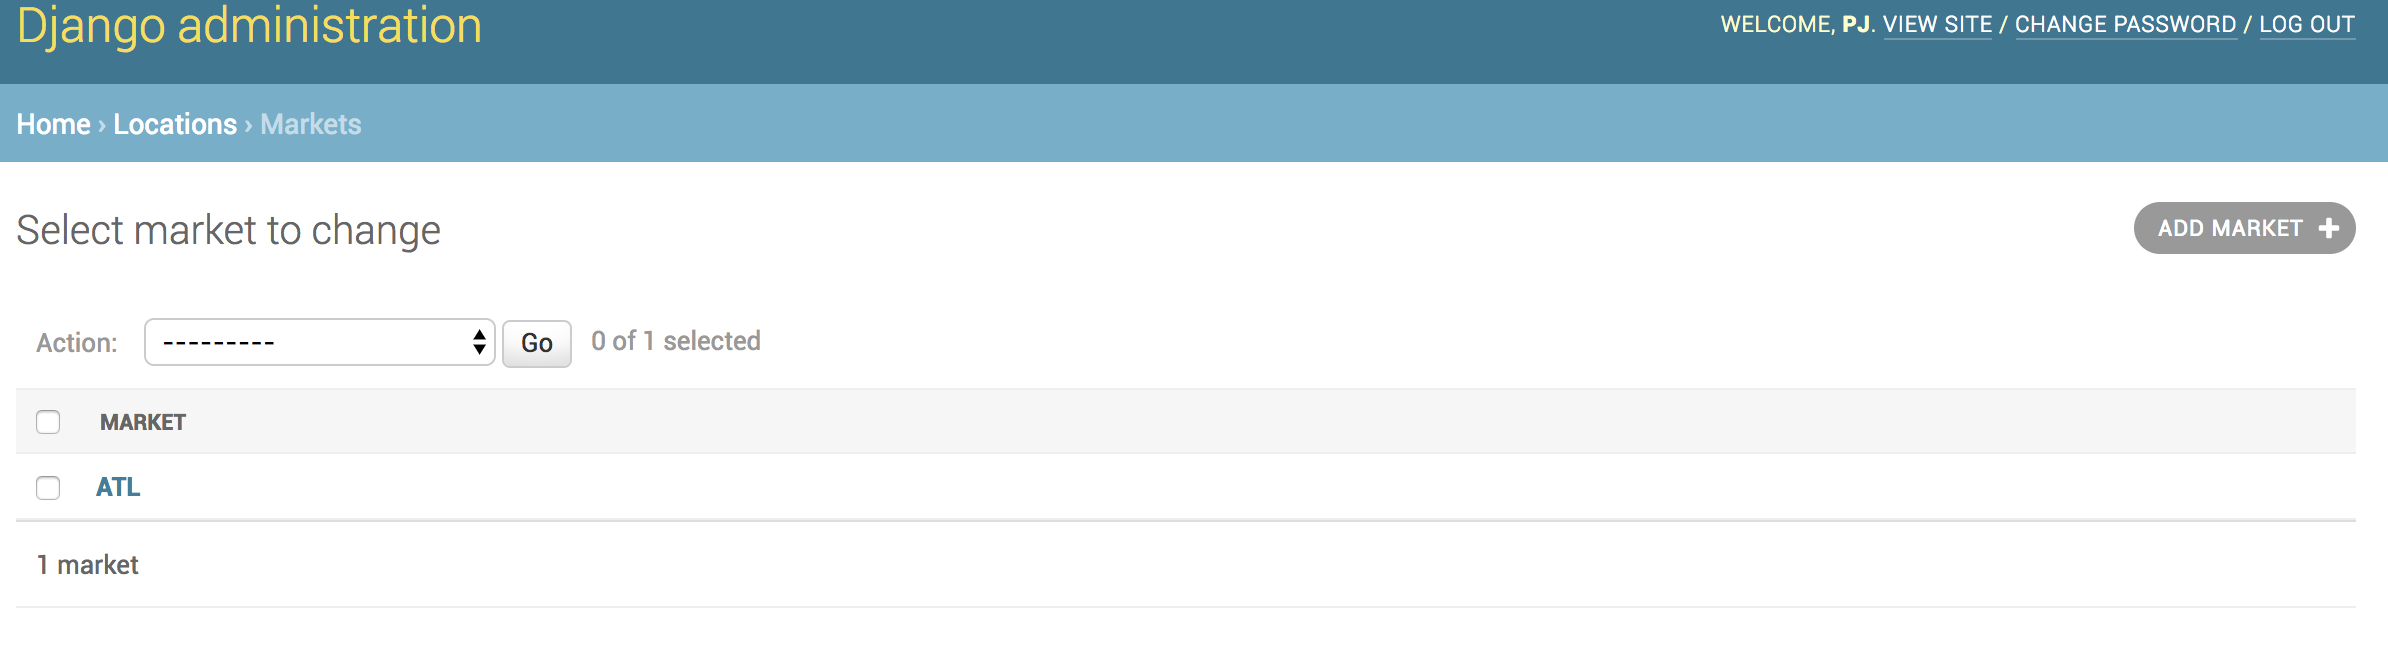 Django administration
WELCOME, PJ. VIEW SITE / CHANGE PASSWORD / LOG OUT
Home › Locations › Markets
Select market to change
ADD MARKET +
Action: --------- Go 0 of 1 selected
MARKET
ATL
1 market